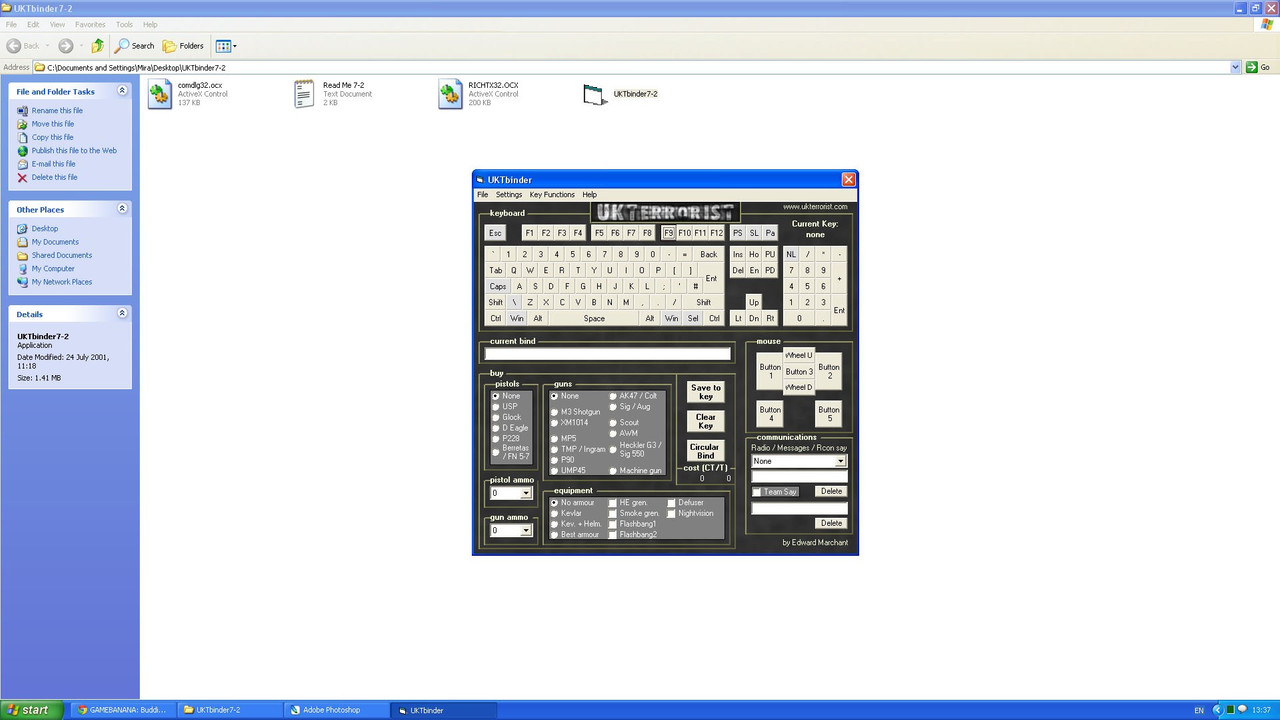 UKTbinder7-2
File Edit View Favorites Tools Help
Back Search Folders
Address C:\Documents and Settings\Mira\Desktop\UKTbinder7-2 Go
File and Folder Tasks
Rename this file
Move this file
Copy this file
Publish this file to the Web
E-mail this file
Delete this file
Other Places
Desktop
My Documents
Shared Documents
My Computer
My Network Places
Details
UKTbinder7-2
Application
Date Modified: 24 July 2001,
11:18
Size: 1.41 MB
comdlg32.ocx
ActiveX Control
137 KB
Read Me 7-2
Text Document
2 KB
RICHTX32.OCX
ActiveX Control
200 KB
UKTbinder7-2
UKTbinder
File Settings Key Functions Help
UKTERRORIST
www.ukterrorist.com
keyboard
Current Key:
none
Esc F1 F2 F3 F4 F5 F6 F7 F8 F9 F10 F11 F12 PS SL Pa
` 1 2 3 4 5 6 7 8 9 0 - = Back Ins Ho PU NL / * -
Tab Q W E R T Y U I O P [ ] Ent Del En PD 7 8 9 +
Caps A S D F G H J K L ; ' # 4 5 6
Shift \ Z X C V B N M , . / Shift Up 1 2 3 Ent
Ctrl Win Alt Space Alt Win Sel Ctrl Lt Dn Rt 0 .
current bind
mouse
Button 1
Wheel U
Button 3
Wheel D
Button 2
Button 4
Button 5
buy
pistols
None
USP
Glock
D Eagle
P228
Berretas
/ FN 5-7
guns
None
M3 Shotgun
XM1014
MP5
TMP / Ingram
P90
UMP45
AK47 / Colt
Sig / Aug
Scout
AWM
Heckler G3 /
Sig 550
Machine gun
Save to
key
Clear
Key
Circular
Bind
cost (CT/T)
0 0
pistol ammo
0
gun ammo
0
equipment
No armour
Kevlar
Kev. + Helm.
Best armour
HE gren.
Smoke gren.
Flashbang1
Flashbang2
Defuser
Nightvision
communications
Radio / Messages / Rcon say
None
Team Say Delete
Delete
by Edward Marchant
start GAMEBANANA: Buddi... UKTbinder7-2 Adobe Photoshop UKTbinder EN 13:37